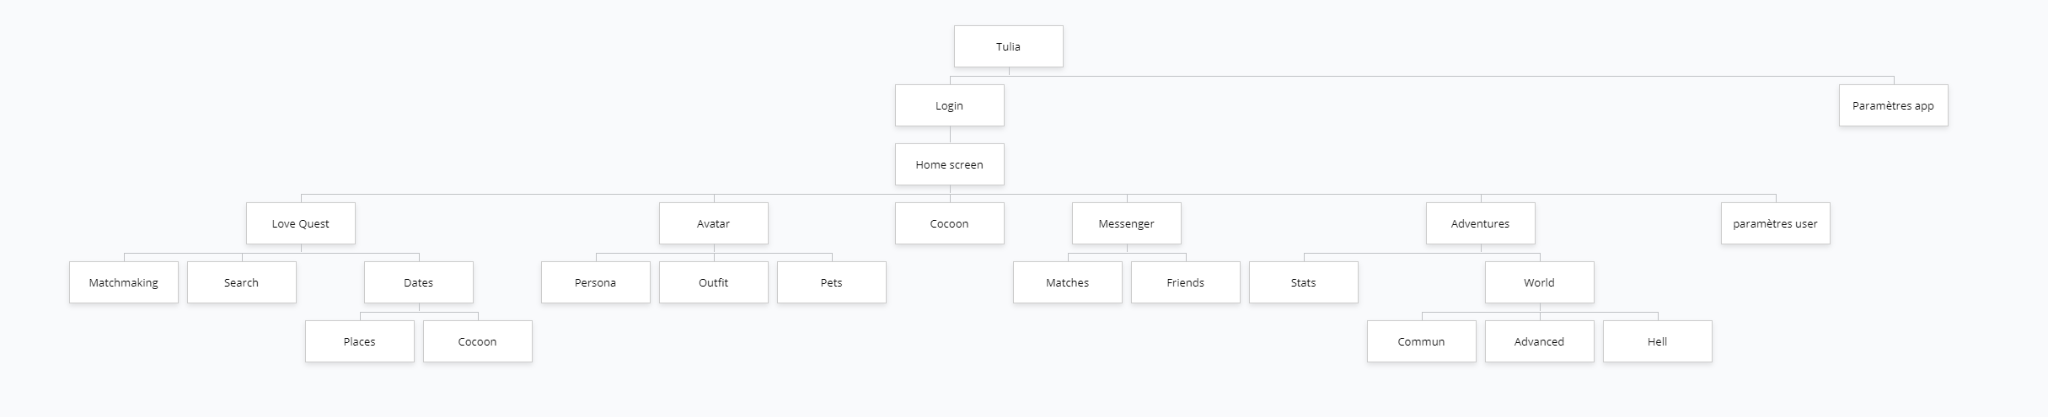 Tulia
Login
Paramètres app
Home screen
Love Quest
Avatar
Cocoon
Messenger
Adventures
paramètres user
Matchmaking
Search
Dates
Persona
Outfit
Pets
Matches
Friends
Stats
World
Places
Cocoon
Commun
Advanced
Hell